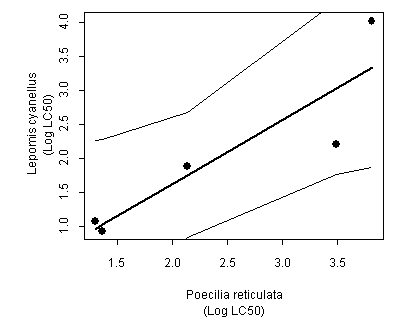 Lepomis cyanellus
(Log LC50)
4.0
3.5
3.0
2.5
2.0
1.5
1.0
1.5 2.0 2.5 3.0 3.5
Poecilia reticulata
(Log LC50)